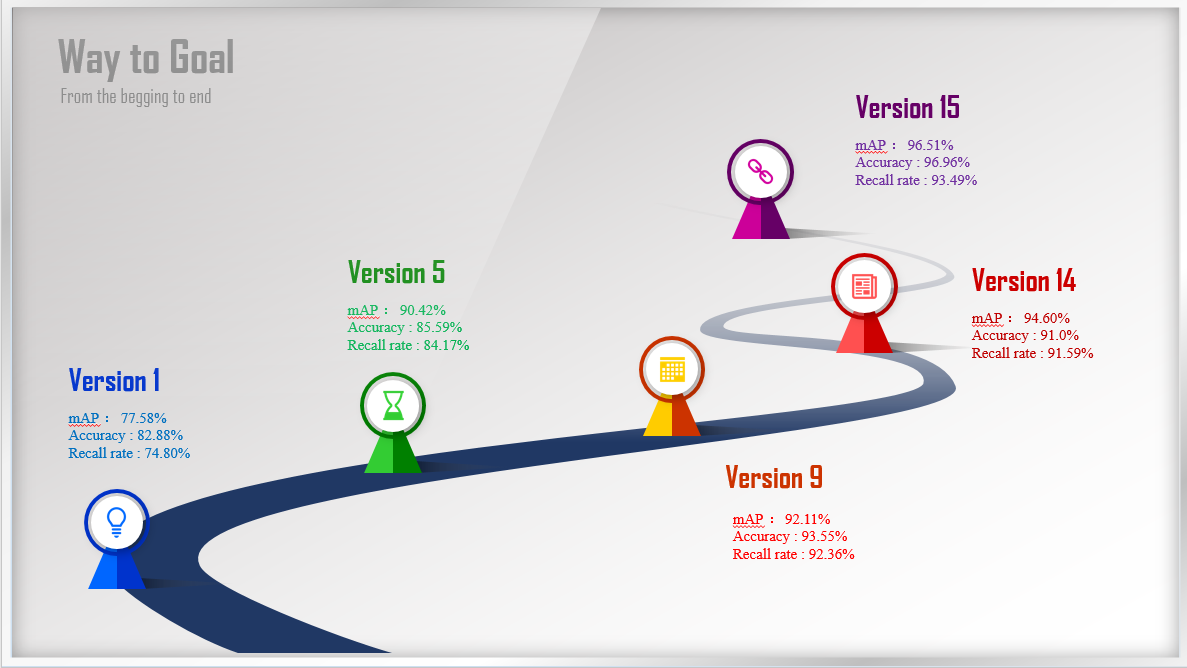 Way to Goal
From the begging to end
Version 15
mAP： 96.51%
Accuracy : 96.96%
Recall rate : 93.49%
Version 5
mAP： 90.42%
Accuracy : 85.59%
Recall rate : 84.17%
Version 14
mAP： 94.60%
Accuracy : 91.0%
Recall rate : 91.59%
Version 1
mAP： 77.58%
Accuracy : 82.88%
Recall rate : 74.80%
Version 9
mAP： 92.11%
Accuracy : 93.55%
Recall rate : 92.36%